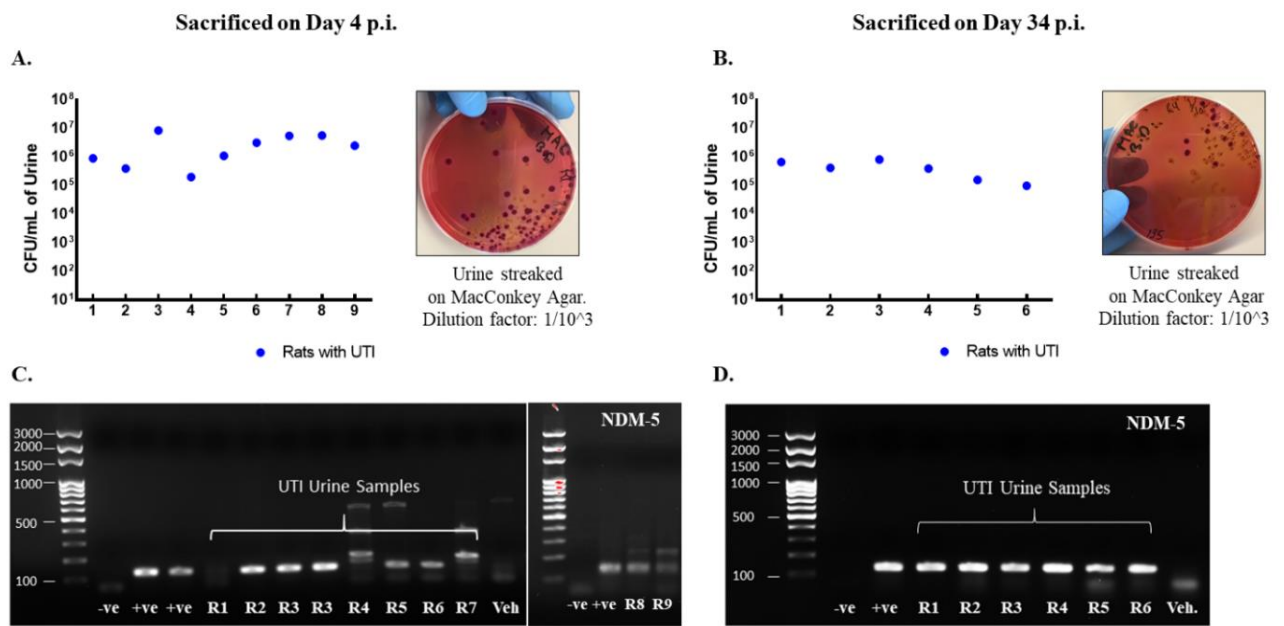 Sacrificed on Day 4 p.i.
Sacrificed on Day 34 p.i.
A.
CFU/mL of Urine
10^8
10^7
10^6
10^5
10^4
10^3
10^2
10^1
1 2 3 4 5 6 7 8 9
Rats with UTI
MAC
Urine streaked
on MacConkey Agar.
Dilution factor: 1/10^3
B.
CFU/mL of Urine
10^8
10^7
10^6
10^5
10^4
10^3
10^2
10^1
1 2 3 4 5 6
Rats with UTI
MAC
Urine streaked
on MacConkey Agar
Dilution factor: 1/10^3
C.
3000
2000
1500
1000
500
100
UTI Urine Samples
-ve +ve +ve R1 R2 R3 R3 R4 R5 R6 R7 Veh
NDM-5
-ve +ve R8 R9
D.
NDM-5
3000
2000
1500
1000
500
100
UTI Urine Samples
-ve +ve R1 R2 R3 R4 R5 R6 Veh.